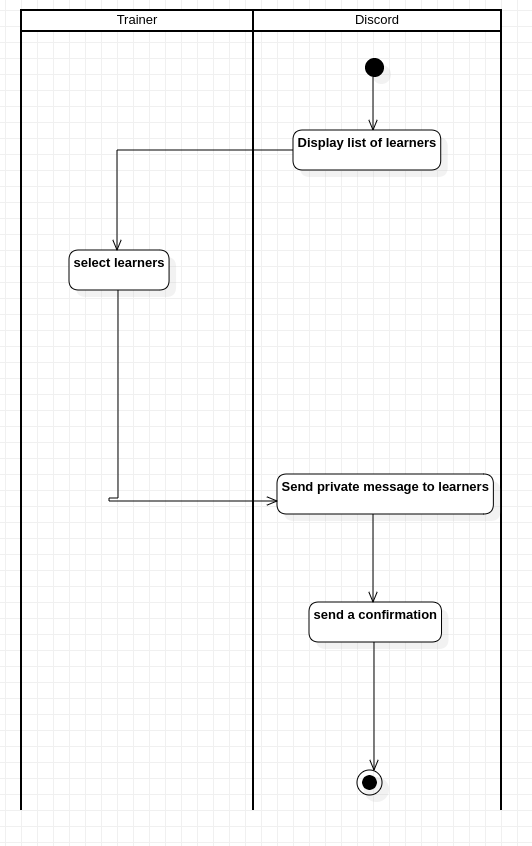 Trainer
Discord
Display list of learners
select learners
Send private message to learners
send a confirmation